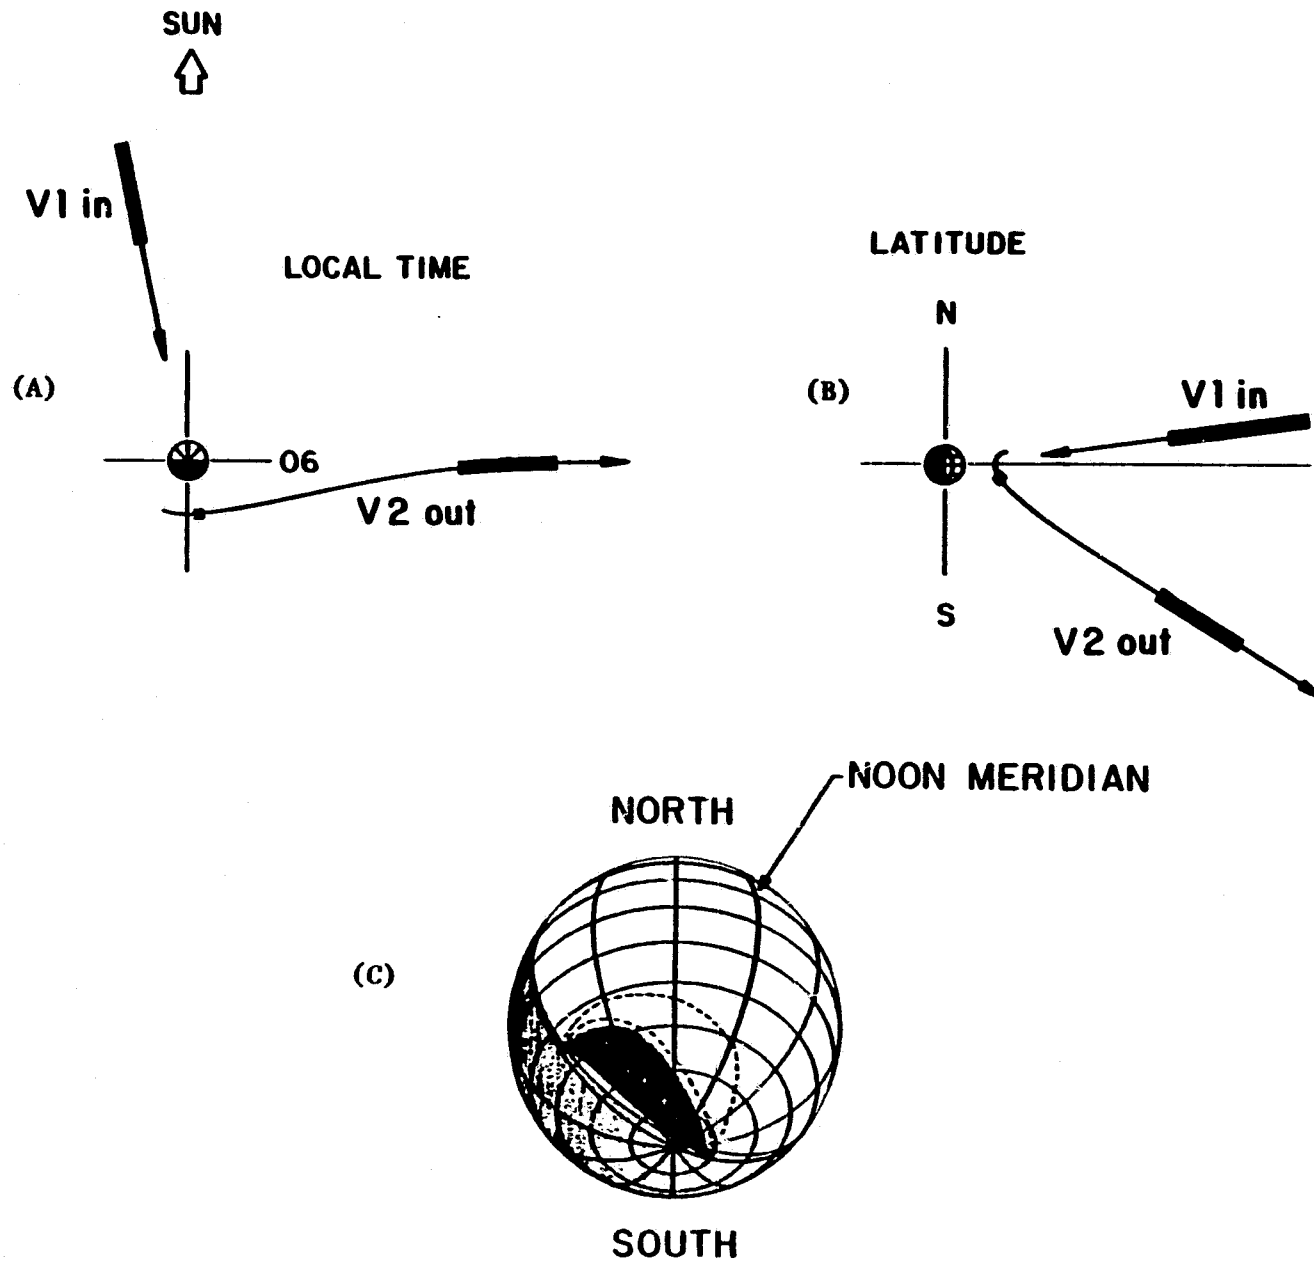 SUN
V1 in
LOCAL TIME
(A)
06
V2 out
LATITUDE
N
(B)
V1 in
S
V2 out
NOON MERIDIAN
NORTH
(C)
SOUTH